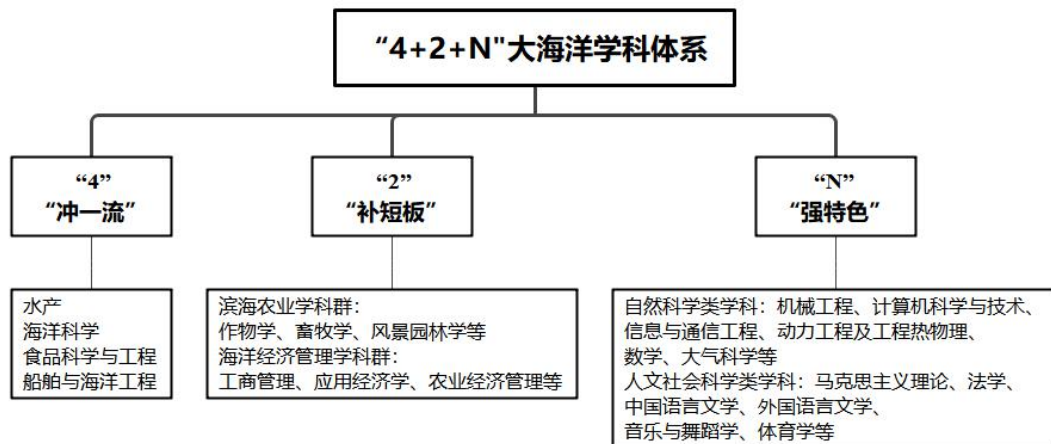 “4+2+N"大海洋学科体系
“4”
“冲一流”
“2”
“补短板”
“N”
“强特色”
水产
海洋科学
食品科学与工程
船舶与海洋工程
滨海农业学科群：
作物学、畜牧学、风景园林学等
海洋经济管理学科群：
工商管理、应用经济学、农业经济管理等
自然科学类学科：机械工程、计算机科学与技术、
信息与通信工程、动力工程及工程热物理、
数学、大气科学等
人文社会科学类学科：马克思主义理论、法学、
中国语言文学、外国语言文学、
音乐与舞蹈学、体育学等